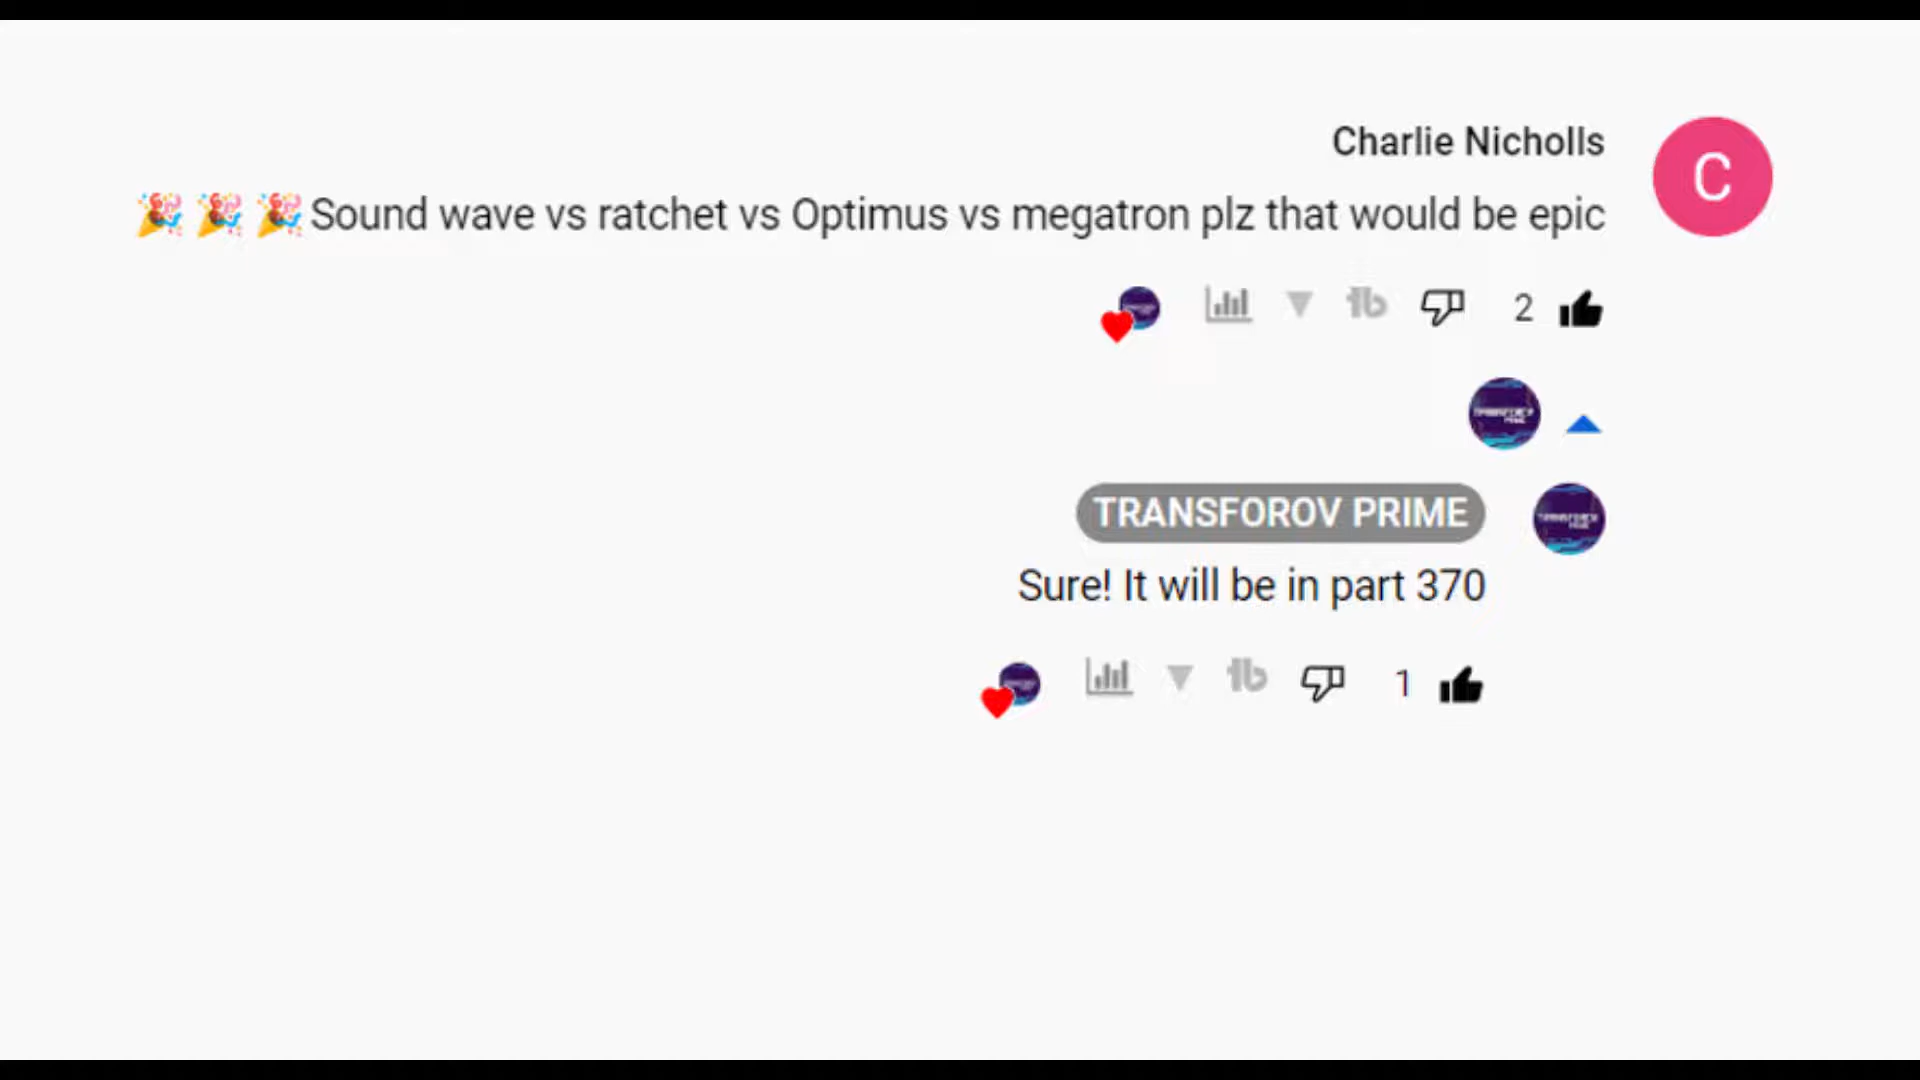 Charlie Nicholls
C
🎉 🎉 🎉 Sound wave vs ratchet vs Optimus vs megatron plz that would be epic
2
TRANSFOROV PRIME
Sure! It will be in part 370
1